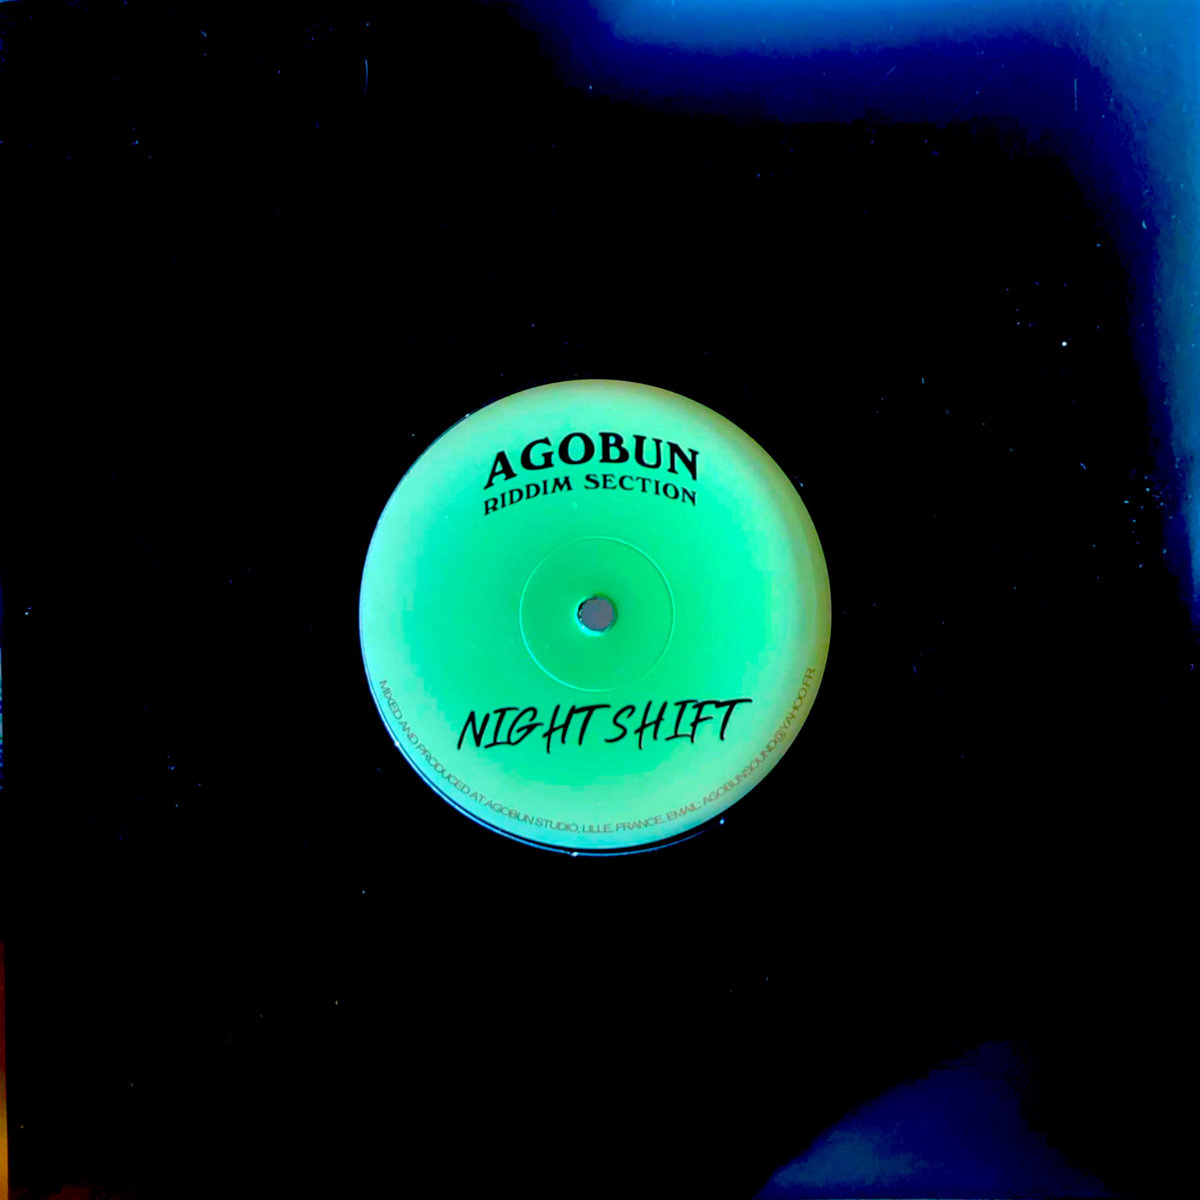 AGOBUN
RIDDIM SECTION
NIGHT SHIFT
MIXED AND PRODUCED AT AGOBUN STUDIO, LILLE, FRANCE. EMAIL: AGOBUNSOUND@YAHOO.FR